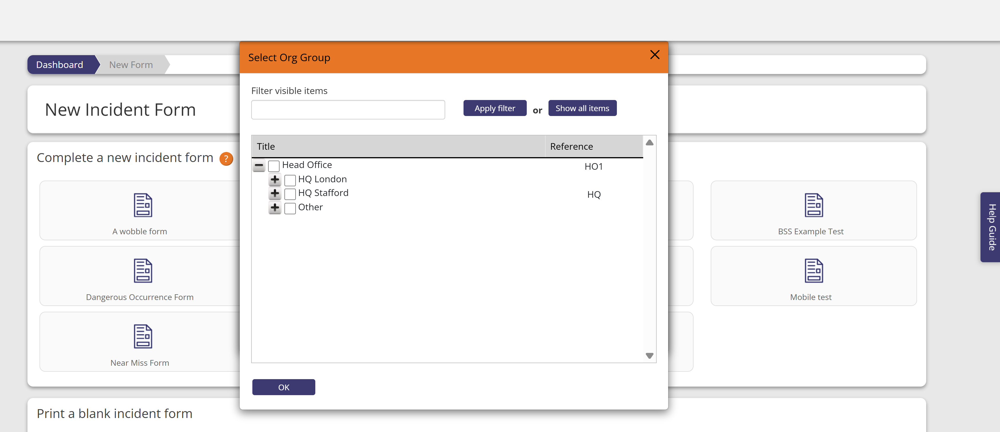 Dashboard
New Form
New Incident Form
Complete a new incident form ?
A wobble form
Dangerous Occurrence Form
Near Miss Form
Print a blank incident form
Select Org Group
Filter visible items
Apply filter or Show all items
Title Reference
Head Office HO1
HQ London
HQ Stafford HQ
Other
OK
BSS Example Test
Mobile test
Help Guide